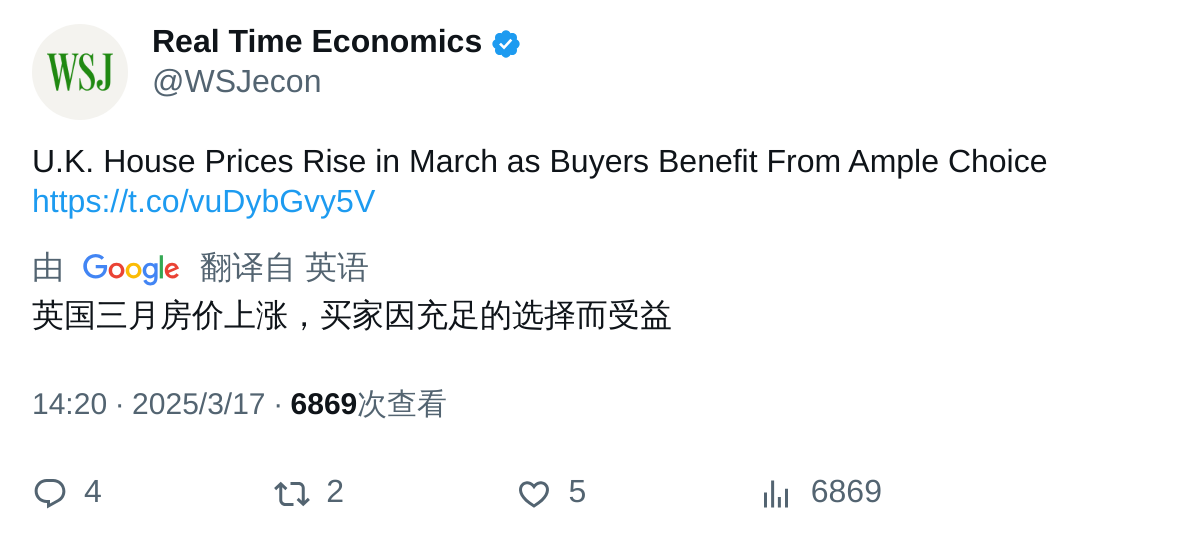 WSJ
Real Time Economics
@WSJecon
U.K. House Prices Rise in March as Buyers Benefit From Ample Choice
https://t.co/vuDybGvy5V
由 Google 翻译自 英语
英国三月房价上涨，买家因充足的选择而受益
14:20 · 2025/3/17 · 6869次查看
4 2 5 6869